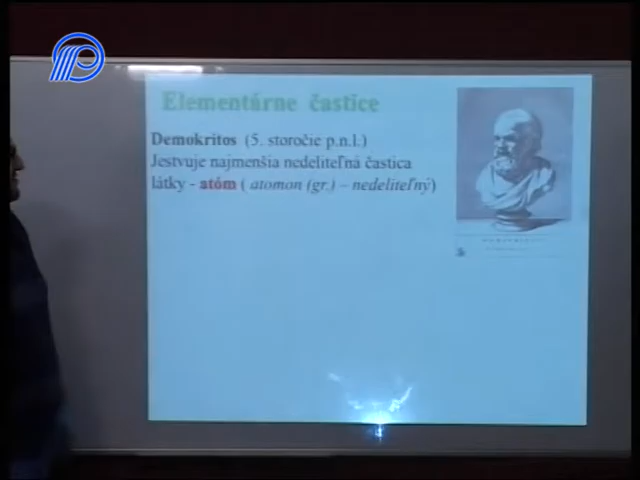 Elementárne častice
Demokritos (5. storočie p.n.l.)
Jestvuje najmenšia nedeliteľná častica
látky - atóm ( atomon (gr.) – nedeliteľný)